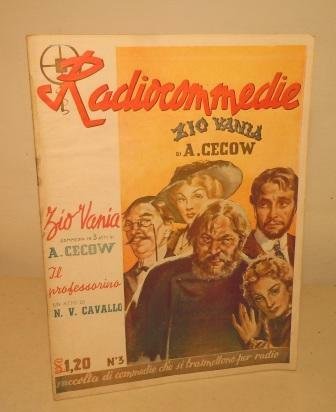 Radiocommedie
ZIO VANIA
DI A. CECOW
Zio Vania
COMMEDIA IN 3 ATTI DI
A. CECOW
Il
professorino
UN ATTO DI
N. V. CAVALLO
£ 1,20 N° 3
raccolta di commedie che si trasmettono per radio